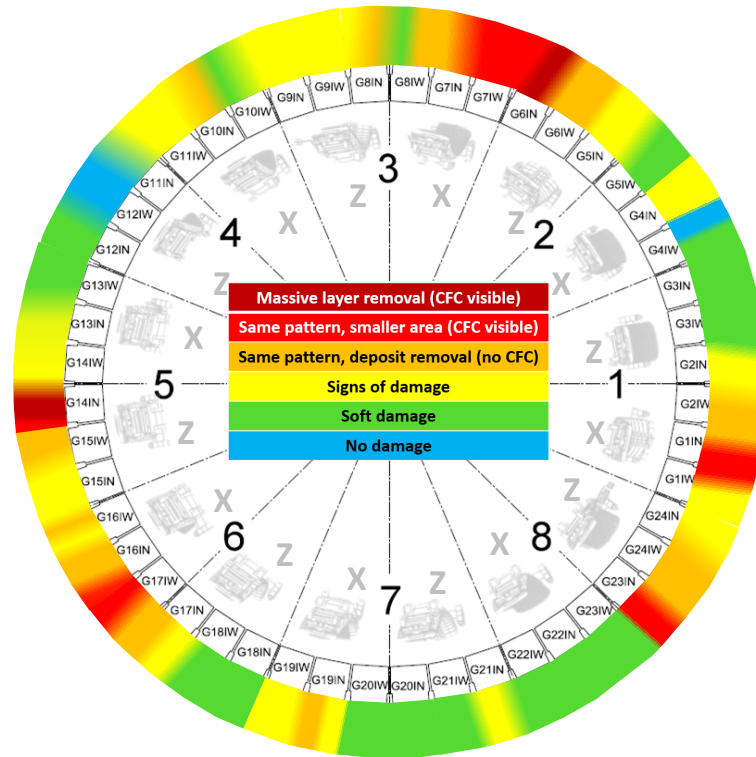 G8IN
G8IW
G9IW
G7IN
G9IN
G7IW
G10IW
G6IN
G10IN
G6IW
G11IW
G5IN
G11IN
G5IW
G12IW
G4IN
G12IN
G4IW
G13IW
G3IN
G13IN
G3IW
G14IW
G2IN
G14IN
G2IW
G15IW
G1IN
G15IN
G1IW
G16IW
G24IN
G16IN
G24IW
G17IW
G23IN
G17IN
G23IW
G18IW
G22IN
G18IN
G22IW
G19IW
G21IN
G19IN
G21IW
G20IW
G20IN
3
Z
X
X
Z
4
2
Z
X
X
Z
5
1
Z
X
X
Z
6
8
Z
X
X
Z
7
Massive layer removal (CFC visible)
Same pattern, smaller area (CFC visible)
Same pattern, deposit removal (no CFC)
Signs of damage
Soft damage
No damage